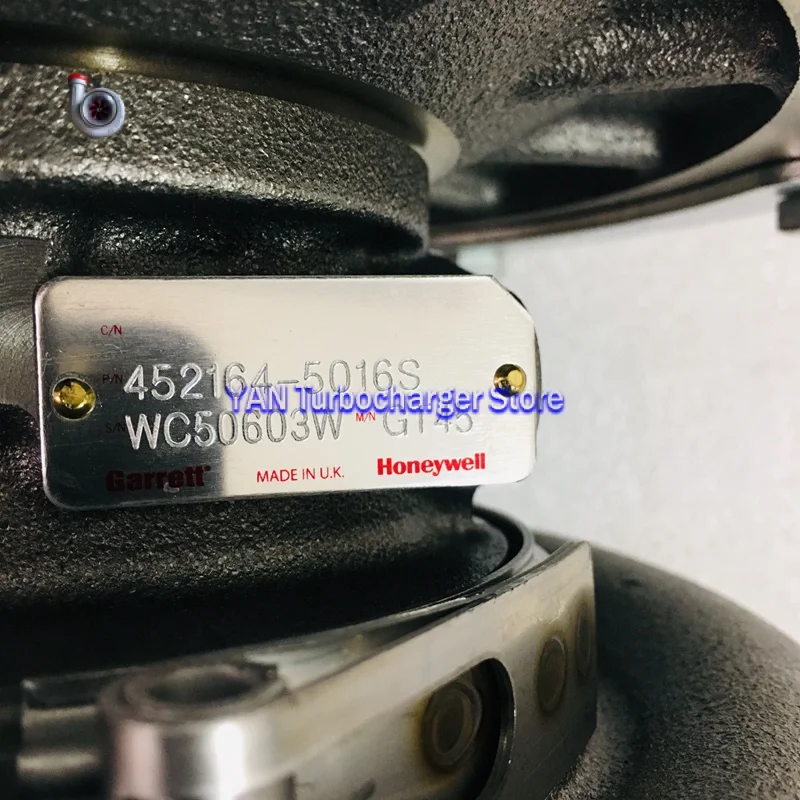 C/N
P/N 452164-5016S
YAN Turbocharger Store
S/N WC50603W M/N GT45
Garrett® MADE IN U.K. Honeywell